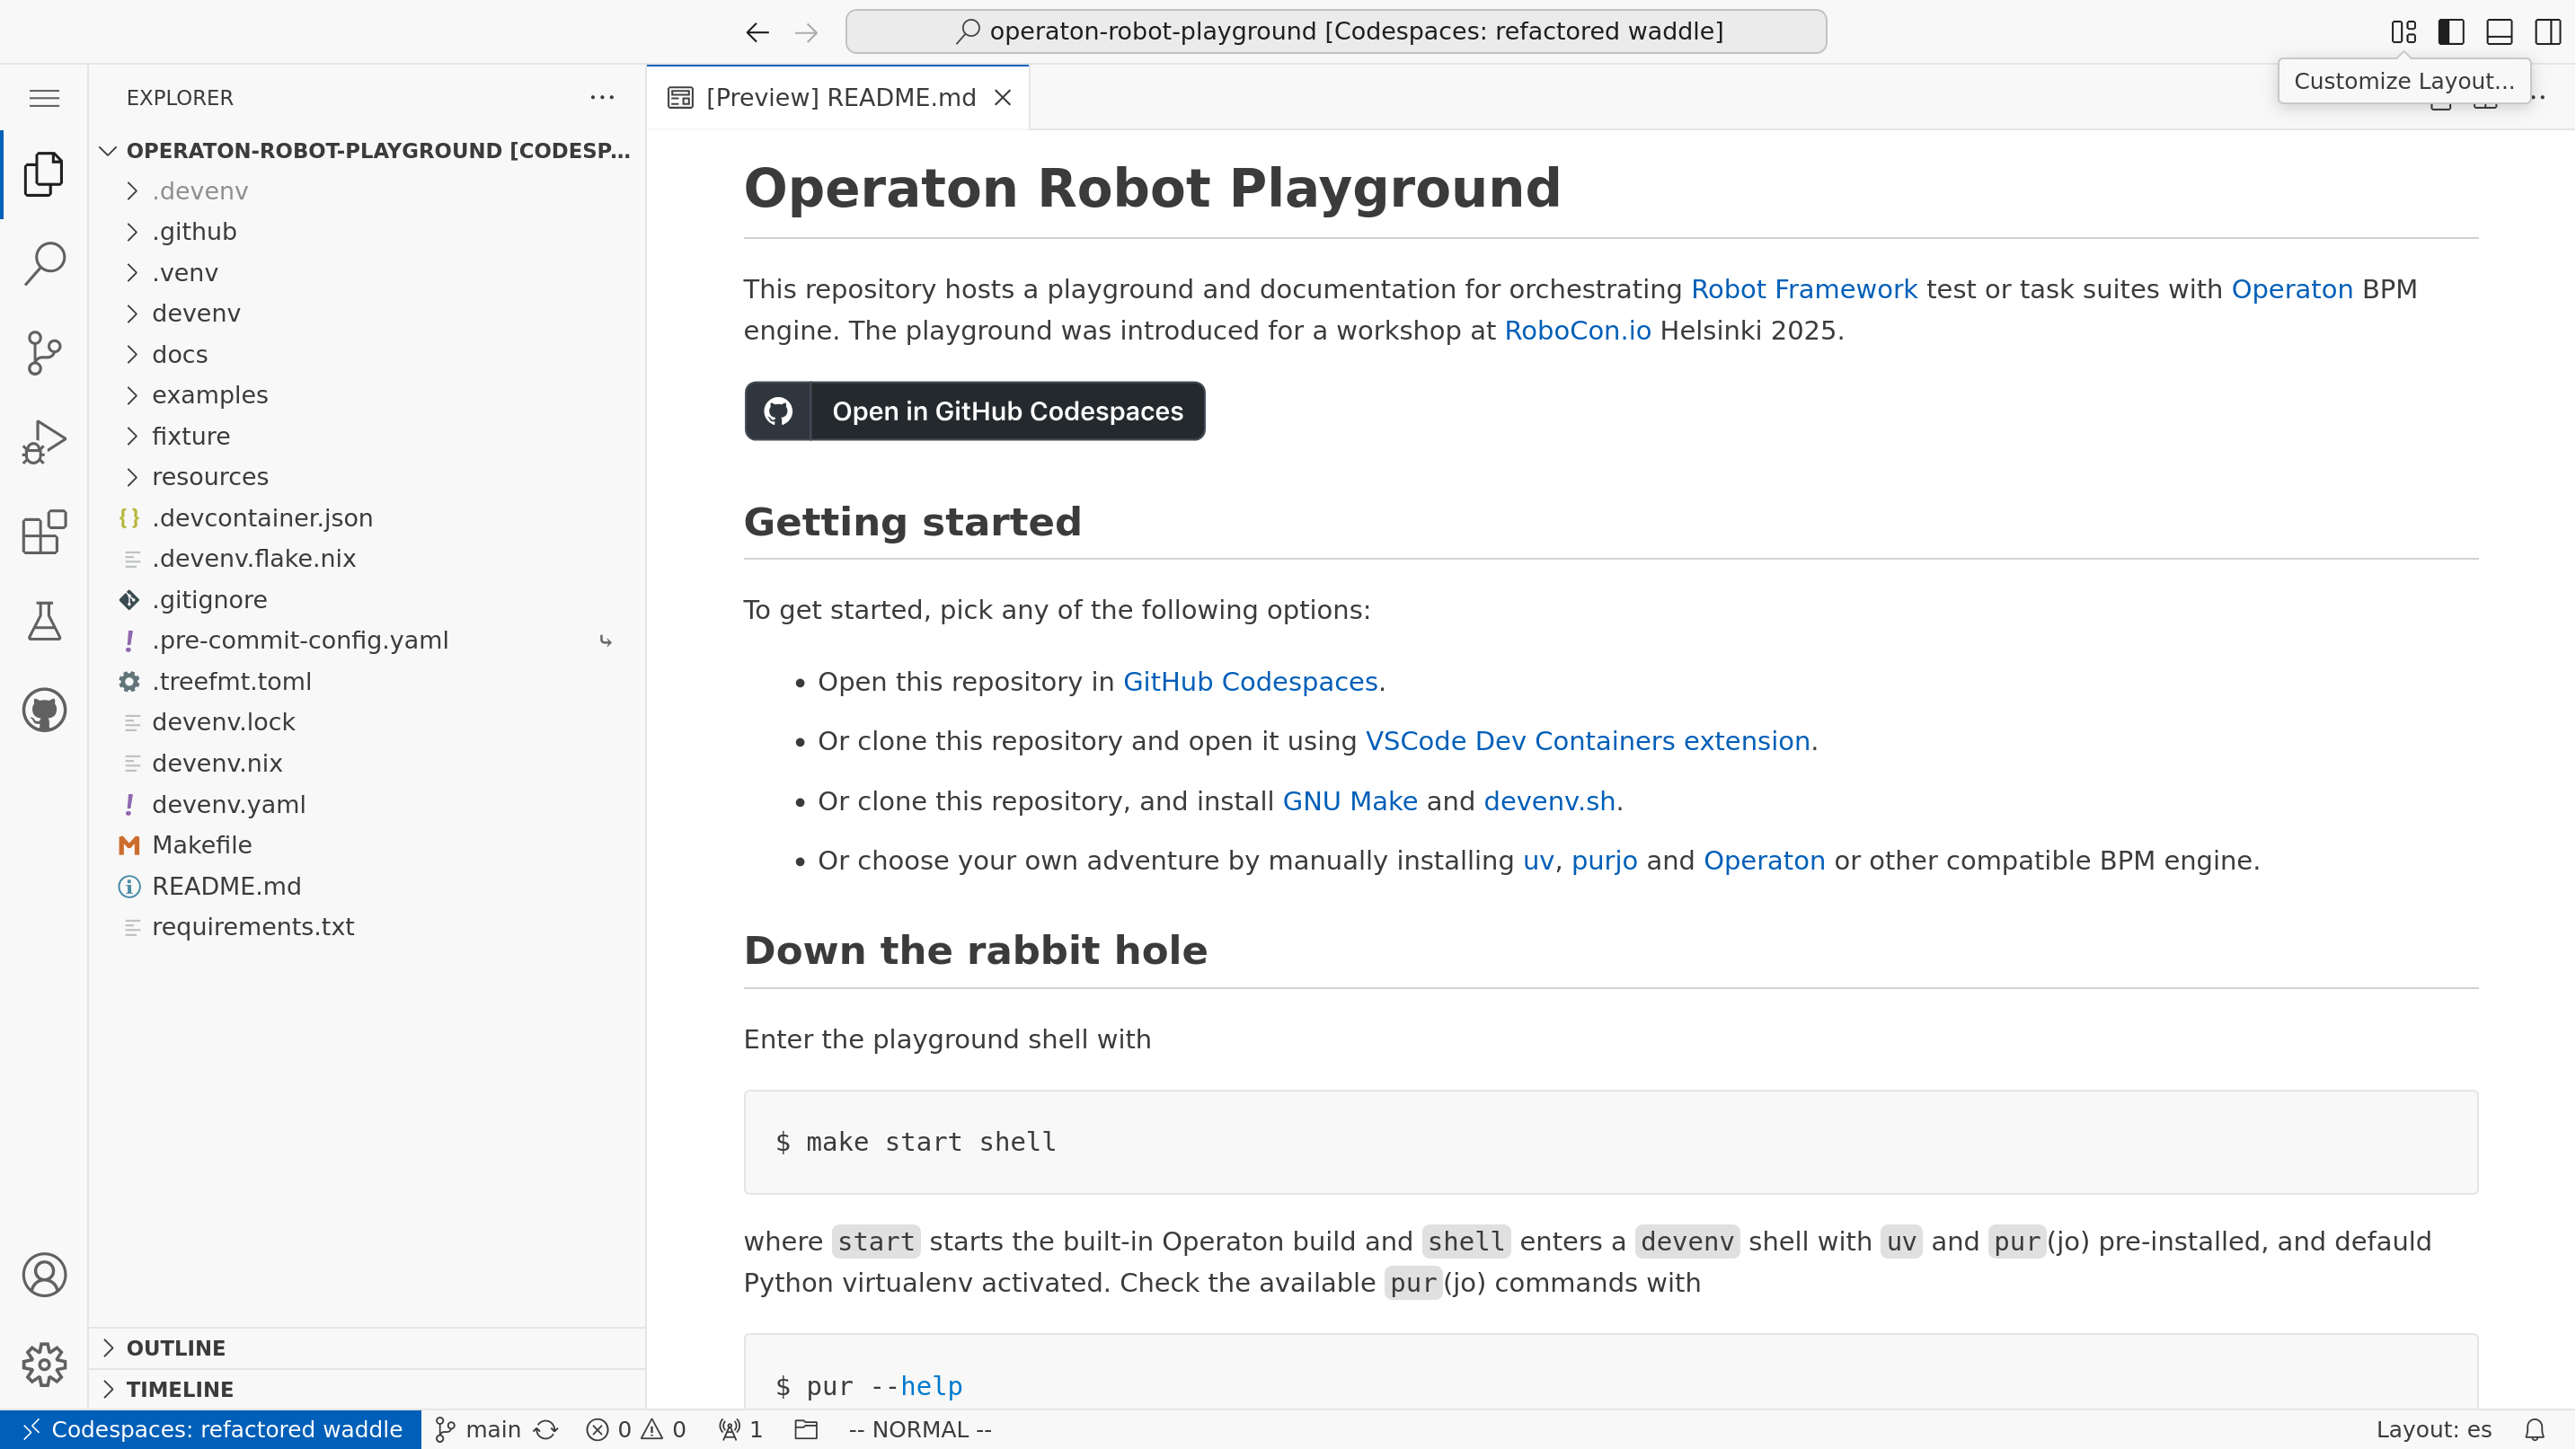 operaton-robot-playground [Codespaces: refactored waddle]
Customize Layout...
EXPLORER
[Preview] README.md
OPERATON-ROBOT-PLAYGROUND [CODESP...
.devenv
.github
.venv
devenv
docs
examples
fixture
resources
.devcontainer.json
.devenv.flake.nix
.gitignore
.pre-commit-config.yaml
.treefmt.toml
devenv.lock
devenv.nix
devenv.yaml
Makefile
README.md
requirements.txt
OUTLINE
TIMELINE
Operaton Robot Playground
This repository hosts a playground and documentation for orchestrating Robot Framework test or task suites with Operaton BPM
engine. The playground was introduced for a workshop at RoboCon.io Helsinki 2025.
Open in GitHub Codespaces
Getting started
To get started, pick any of the following options:
• Open this repository in GitHub Codespaces.
• Or clone this repository and open it using VSCode Dev Containers extension.
• Or clone this repository, and install GNU Make and devenv.sh.
• Or choose your own adventure by manually installing uv, purjo and Operaton or other compatible BPM engine.
Down the rabbit hole
Enter the playground shell with
$ make start shell
where start starts the built-in Operaton build and shell enters a devenv shell with uv and pur(jo) pre-installed, and defauld
Python virtualenv activated. Check the available pur(jo) commands with
$ pur --help
Codespaces: refactored waddle main 0 0 1 -- NORMAL -- Layout: es